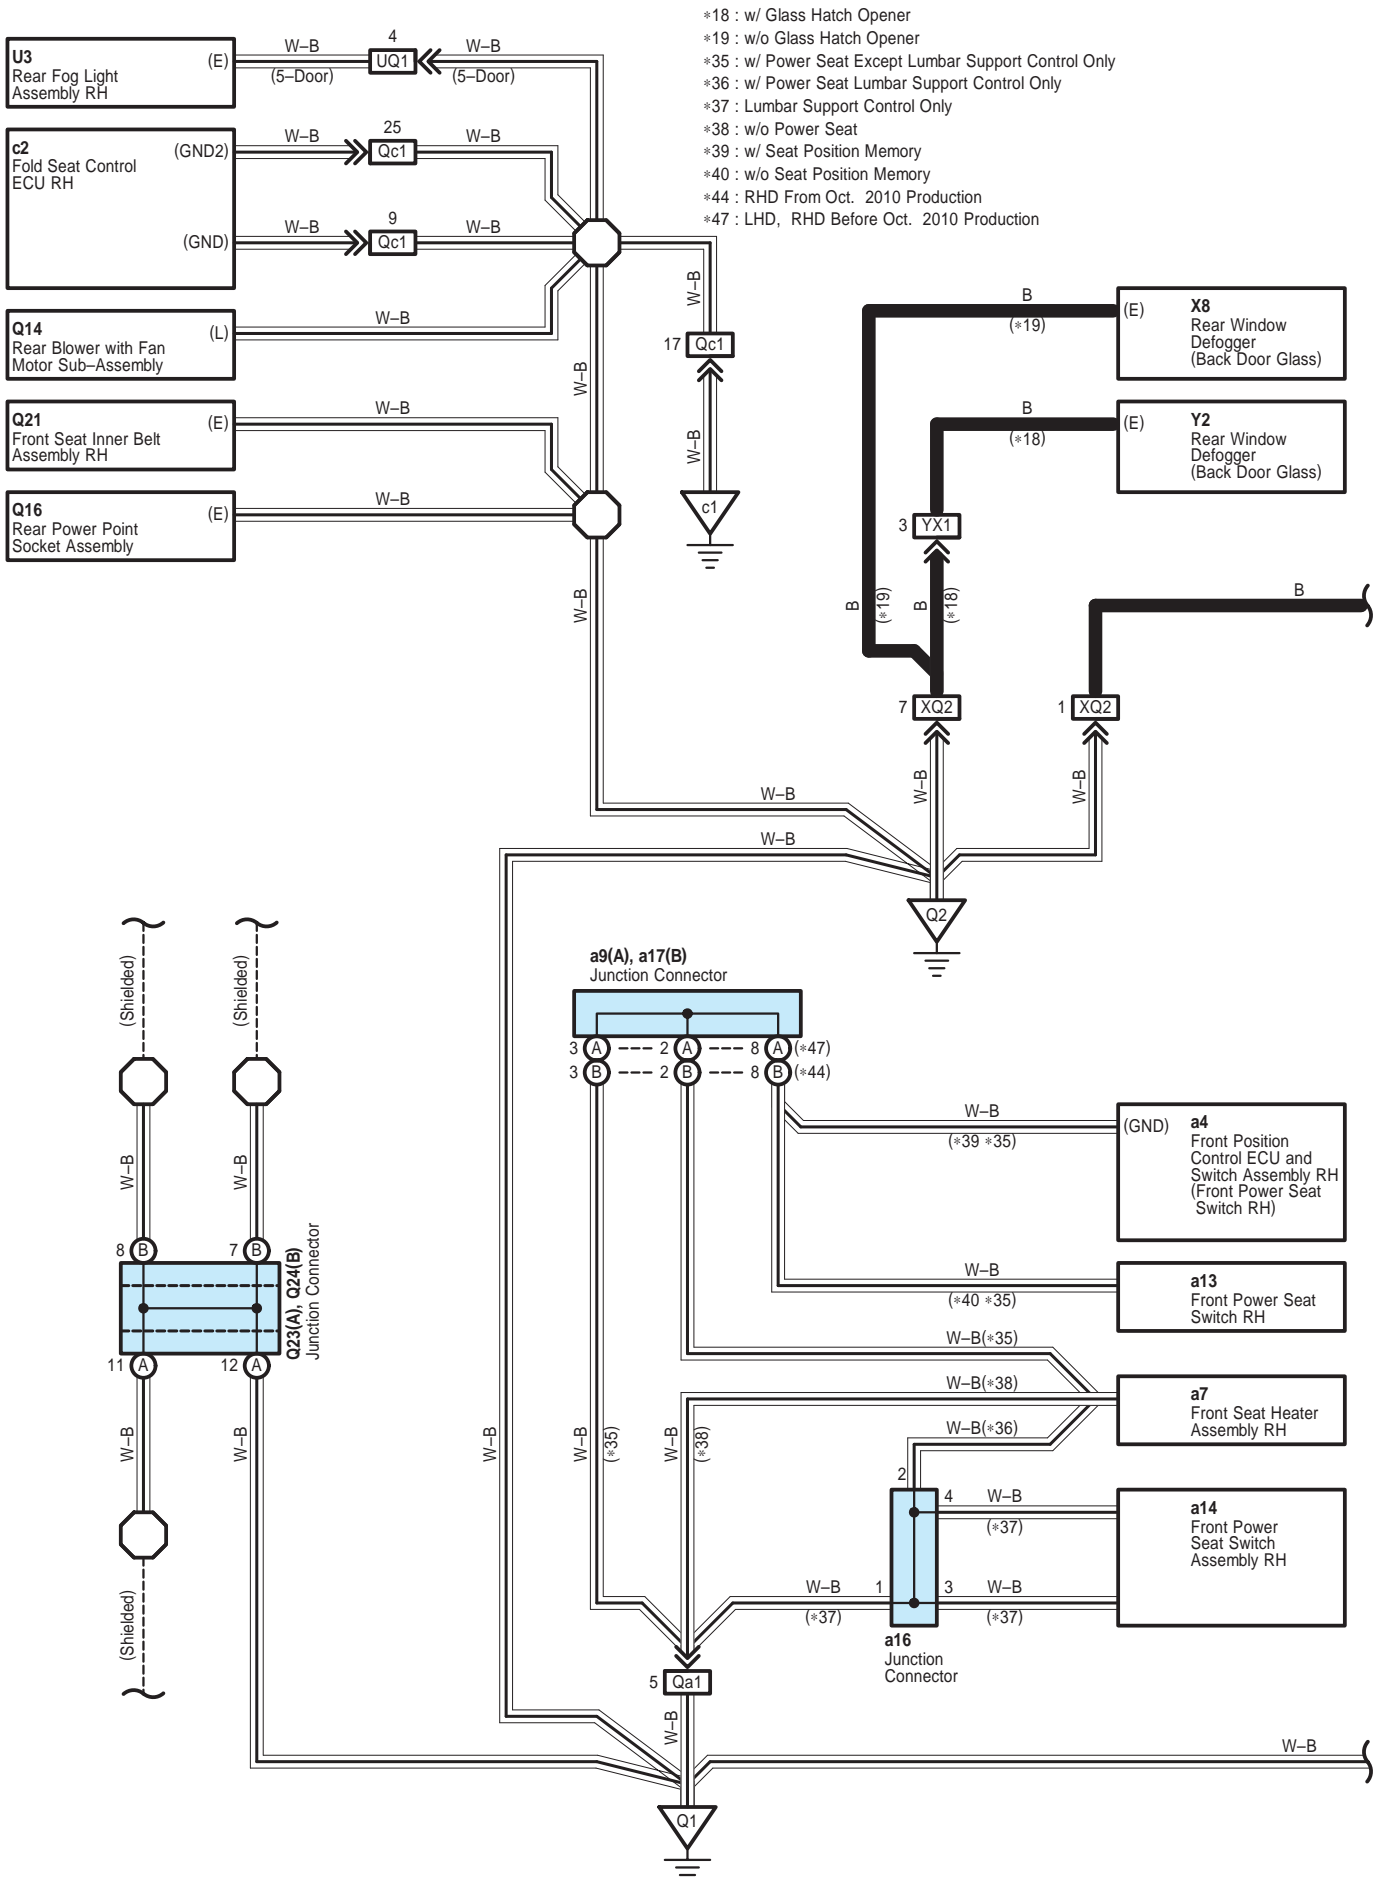 ∗18 : w/ Glass Hatch Opener
∗19 : w/o Glass Hatch Opener
∗35 : w/ Power Seat Except Lumbar Support Control Only
∗36 : w/ Power Seat Lumbar Support Control Only
∗37 : Lumbar Support Control Only
∗38 : w/o Power Seat
∗39 : w/ Seat Position Memory
∗40 : w/o Seat Position Memory
∗44 : RHD From Oct. 2010 Production
∗47 : LHD, RHD Before Oct. 2010 Production
U3
Rear Fog Light
Assembly RH
(E)
W–B
(5–Door)
4
UQ1
W–B
(5–Door)
c2
Fold Seat Control
ECU RH
(GND2)
W–B
25
Qc1
W–B
(GND)
W–B
9
Qc1
W–B
Q14
Rear Blower with Fan
Motor Sub–Assembly
(L)
W–B
Q21
Front Seat Inner Belt
Assembly RH
(E)
W–B
Q16
Rear Power Point
Socket Assembly
(E)
W–B
W–B
W–B
W–B
17 Qc1
W–B
c1
B
(∗19)
(E)
X8
Rear Window
Defogger
(Back Door Glass)
B
(∗18)
(E)
Y2
Rear Window
Defogger
(Back Door Glass)
3 YX1
B
(∗19)
B
(∗18)
B
7 XQ2
1 XQ2
W–B
W–B
W–B
W–B
Q2
(Shielded)
(Shielded)
W–B
W–B
8 B
7 B
Q23(A), Q24(B)
Junction Connector
11 A
12 A
W–B
W–B
(Shielded)
a9(A), a17(B)
Junction Connector
3 A 2 A 8 A (∗47)
3 B 2 B 8 B (∗44)
W–B
(∗39 ∗35)
(GND)
a4
Front Position
Control ECU and
Switch Assembly RH
(Front Power Seat
Switch RH)
W–B
(∗40 ∗35)
a13
Front Power Seat
Switch RH
W–B(∗35)
W–B(∗38)
W–B(∗36)
a7
Front Seat Heater
Assembly RH
W–B
W–B
(∗35)
W–B
(∗38)
2
4
W–B
(∗37)
a14
Front Power
Seat Switch
Assembly RH
W–B
(∗37)
1
3
W–B
(∗37)
a16
Junction
Connector
5 Qa1
W–B
W–B
Q1